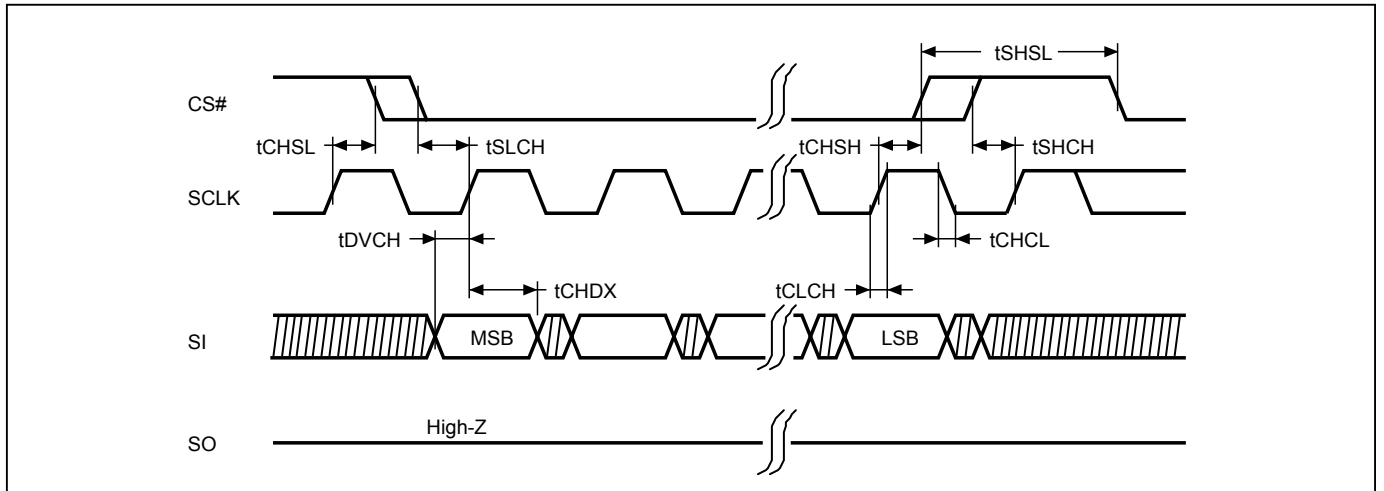 tSHSL
CS#
tCHSL
tSLCH
tCHSH
tSHCH
SCLK
tDVCH
tCHCL
tCHDX
tCLCH
SI
MSB
LSB
High-Z
SO